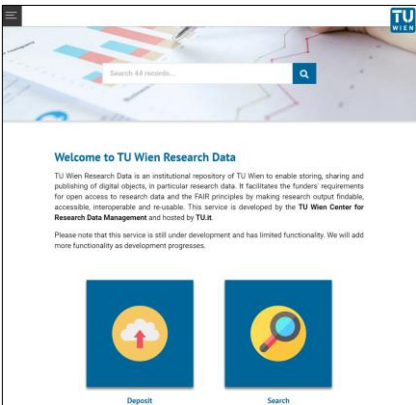 TU
WIEN
Search 44 records...
Welcome to TU Wien Research Data
TU Wien Research Data is an institutional repository of TU Wien to enable storing, sharing and
publishing of digital objects, in particular research data. It facilitates the funders' requirements
for open access to research data and the FAIR principles by making research output findable,
accessible, interoperable and re-usable. This service is developed by the TU Wien Center for
Research Data Management and hosted by TU.it.
Please note that this service is still under development and has limited functionality. We will add
more functionality as development progresses.
Deposit
Search